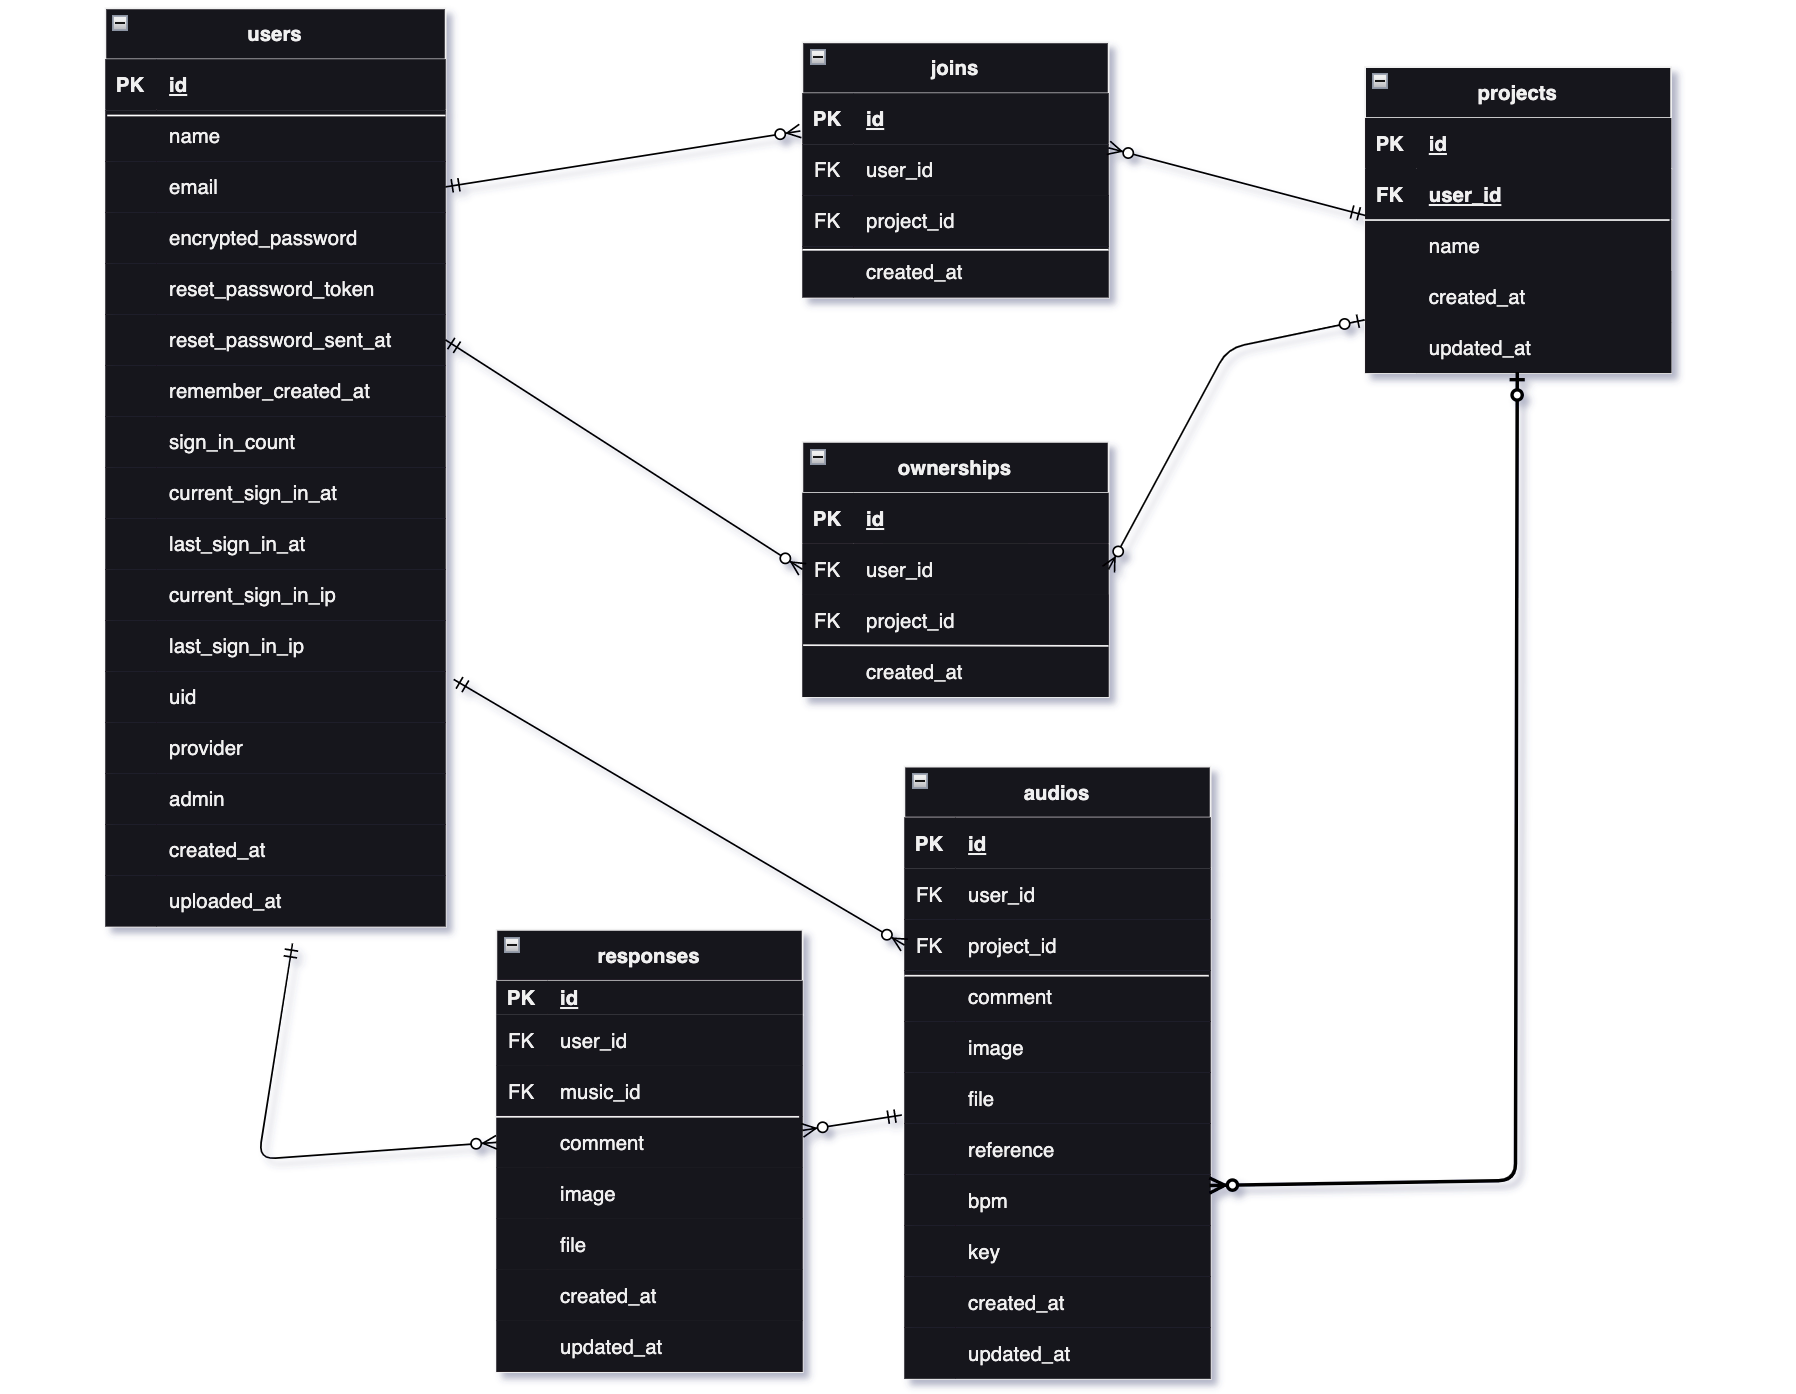 users
PK id
name
email
encrypted_password
reset_password_token
reset_password_sent_at
remember_created_at
sign_in_count
current_sign_in_at
last_sign_in_at
current_sign_in_ip
last_sign_in_ip
uid
provider
admin
created_at
uploaded_at
joins
PK id
FK user_id
FK project_id
created_at
projects
PK id
FK user_id
name
created_at
updated_at
ownerships
PK id
FK user_id
FK project_id
created_at
responses
PK id
FK user_id
FK music_id
comment
image
file
created_at
updated_at
audios
PK id
FK user_id
FK project_id
comment
image
file
reference
bpm
key
created_at
updated_at